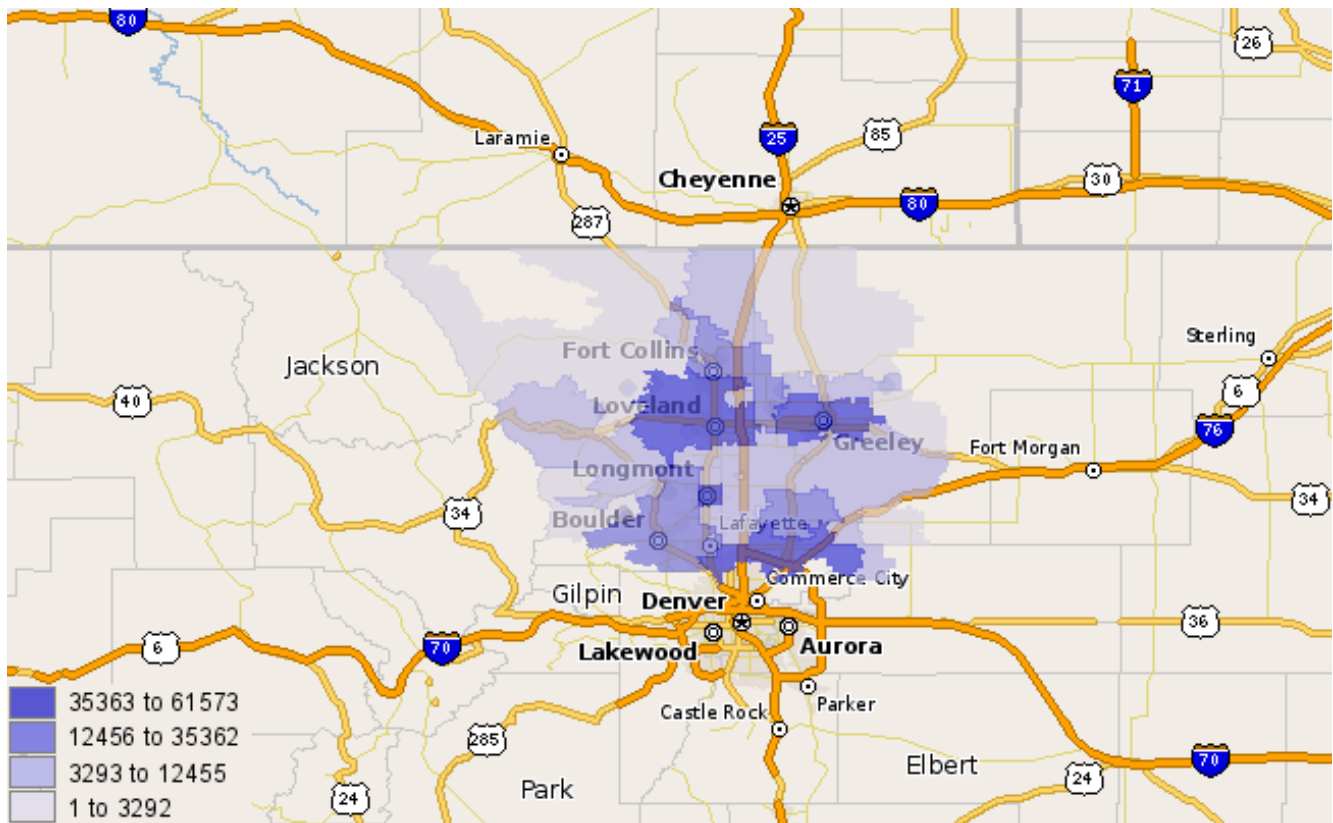 80
26
71
Laramie
25
85
Cheyenne
30
80
287
Sterling
Fort Collins
Jackson
6
40
Loveland
76
Greeley
Fort Morgan
Longmont
34
34
Boulder
Lafayette
Commerce City
Gilpin
Denver
36
6
70
Lakewood
Aurora
35363 to 61573
Parker
Castle Rock
12456 to 35362
285
70
3293 to 12455
Elbert
24
Park
24
1 to 3292